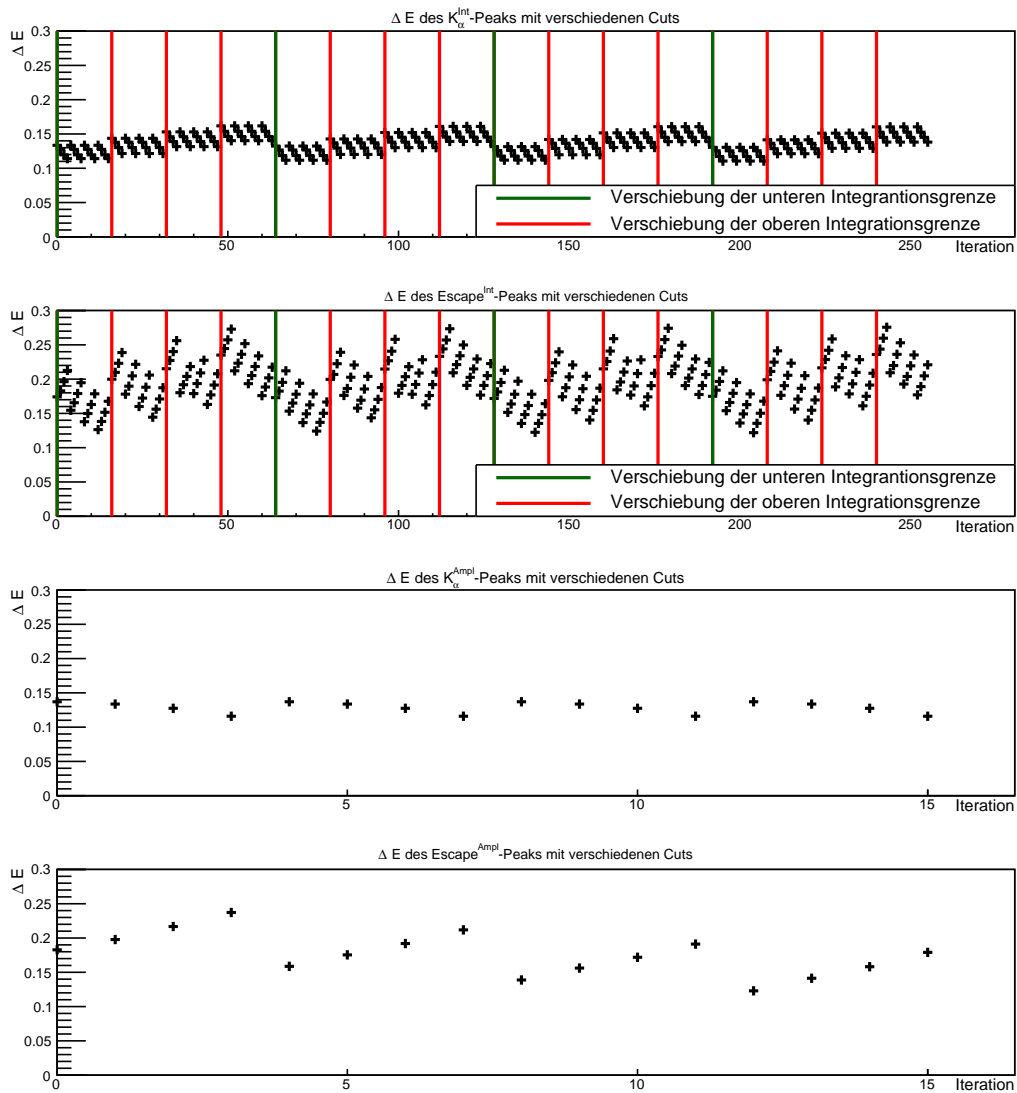 Δ E des K_α^Int-Peaks mit verschiedenen Cuts
Δ E
0.3
0.25
0.2
0.15
0.1
0.05
0
0 50 100 150 200 250 Iteration
Verschiebung der unteren Integrantionsgrenze
Verschiebung der oberen Integrationsgrenze
Δ E des Escape^Int-Peaks mit verschiedenen Cuts
Δ E
0.3
0.25
0.2
0.15
0.1
0.05
0
0 50 100 150 200 250 Iteration
Verschiebung der unteren Integrantionsgrenze
Verschiebung der oberen Integrationsgrenze
Δ E des K_α^Ampl-Peaks mit verschiedenen Cuts
Δ E
0.3
0.25
0.2
0.15
0.1
0.05
0
0 5 10 15 Iteration
Δ E des Escape^Ampl-Peaks mit verschiedenen Cuts
Δ E
0.3
0.25
0.2
0.15
0.1
0.05
0
0 5 10 15 Iteration